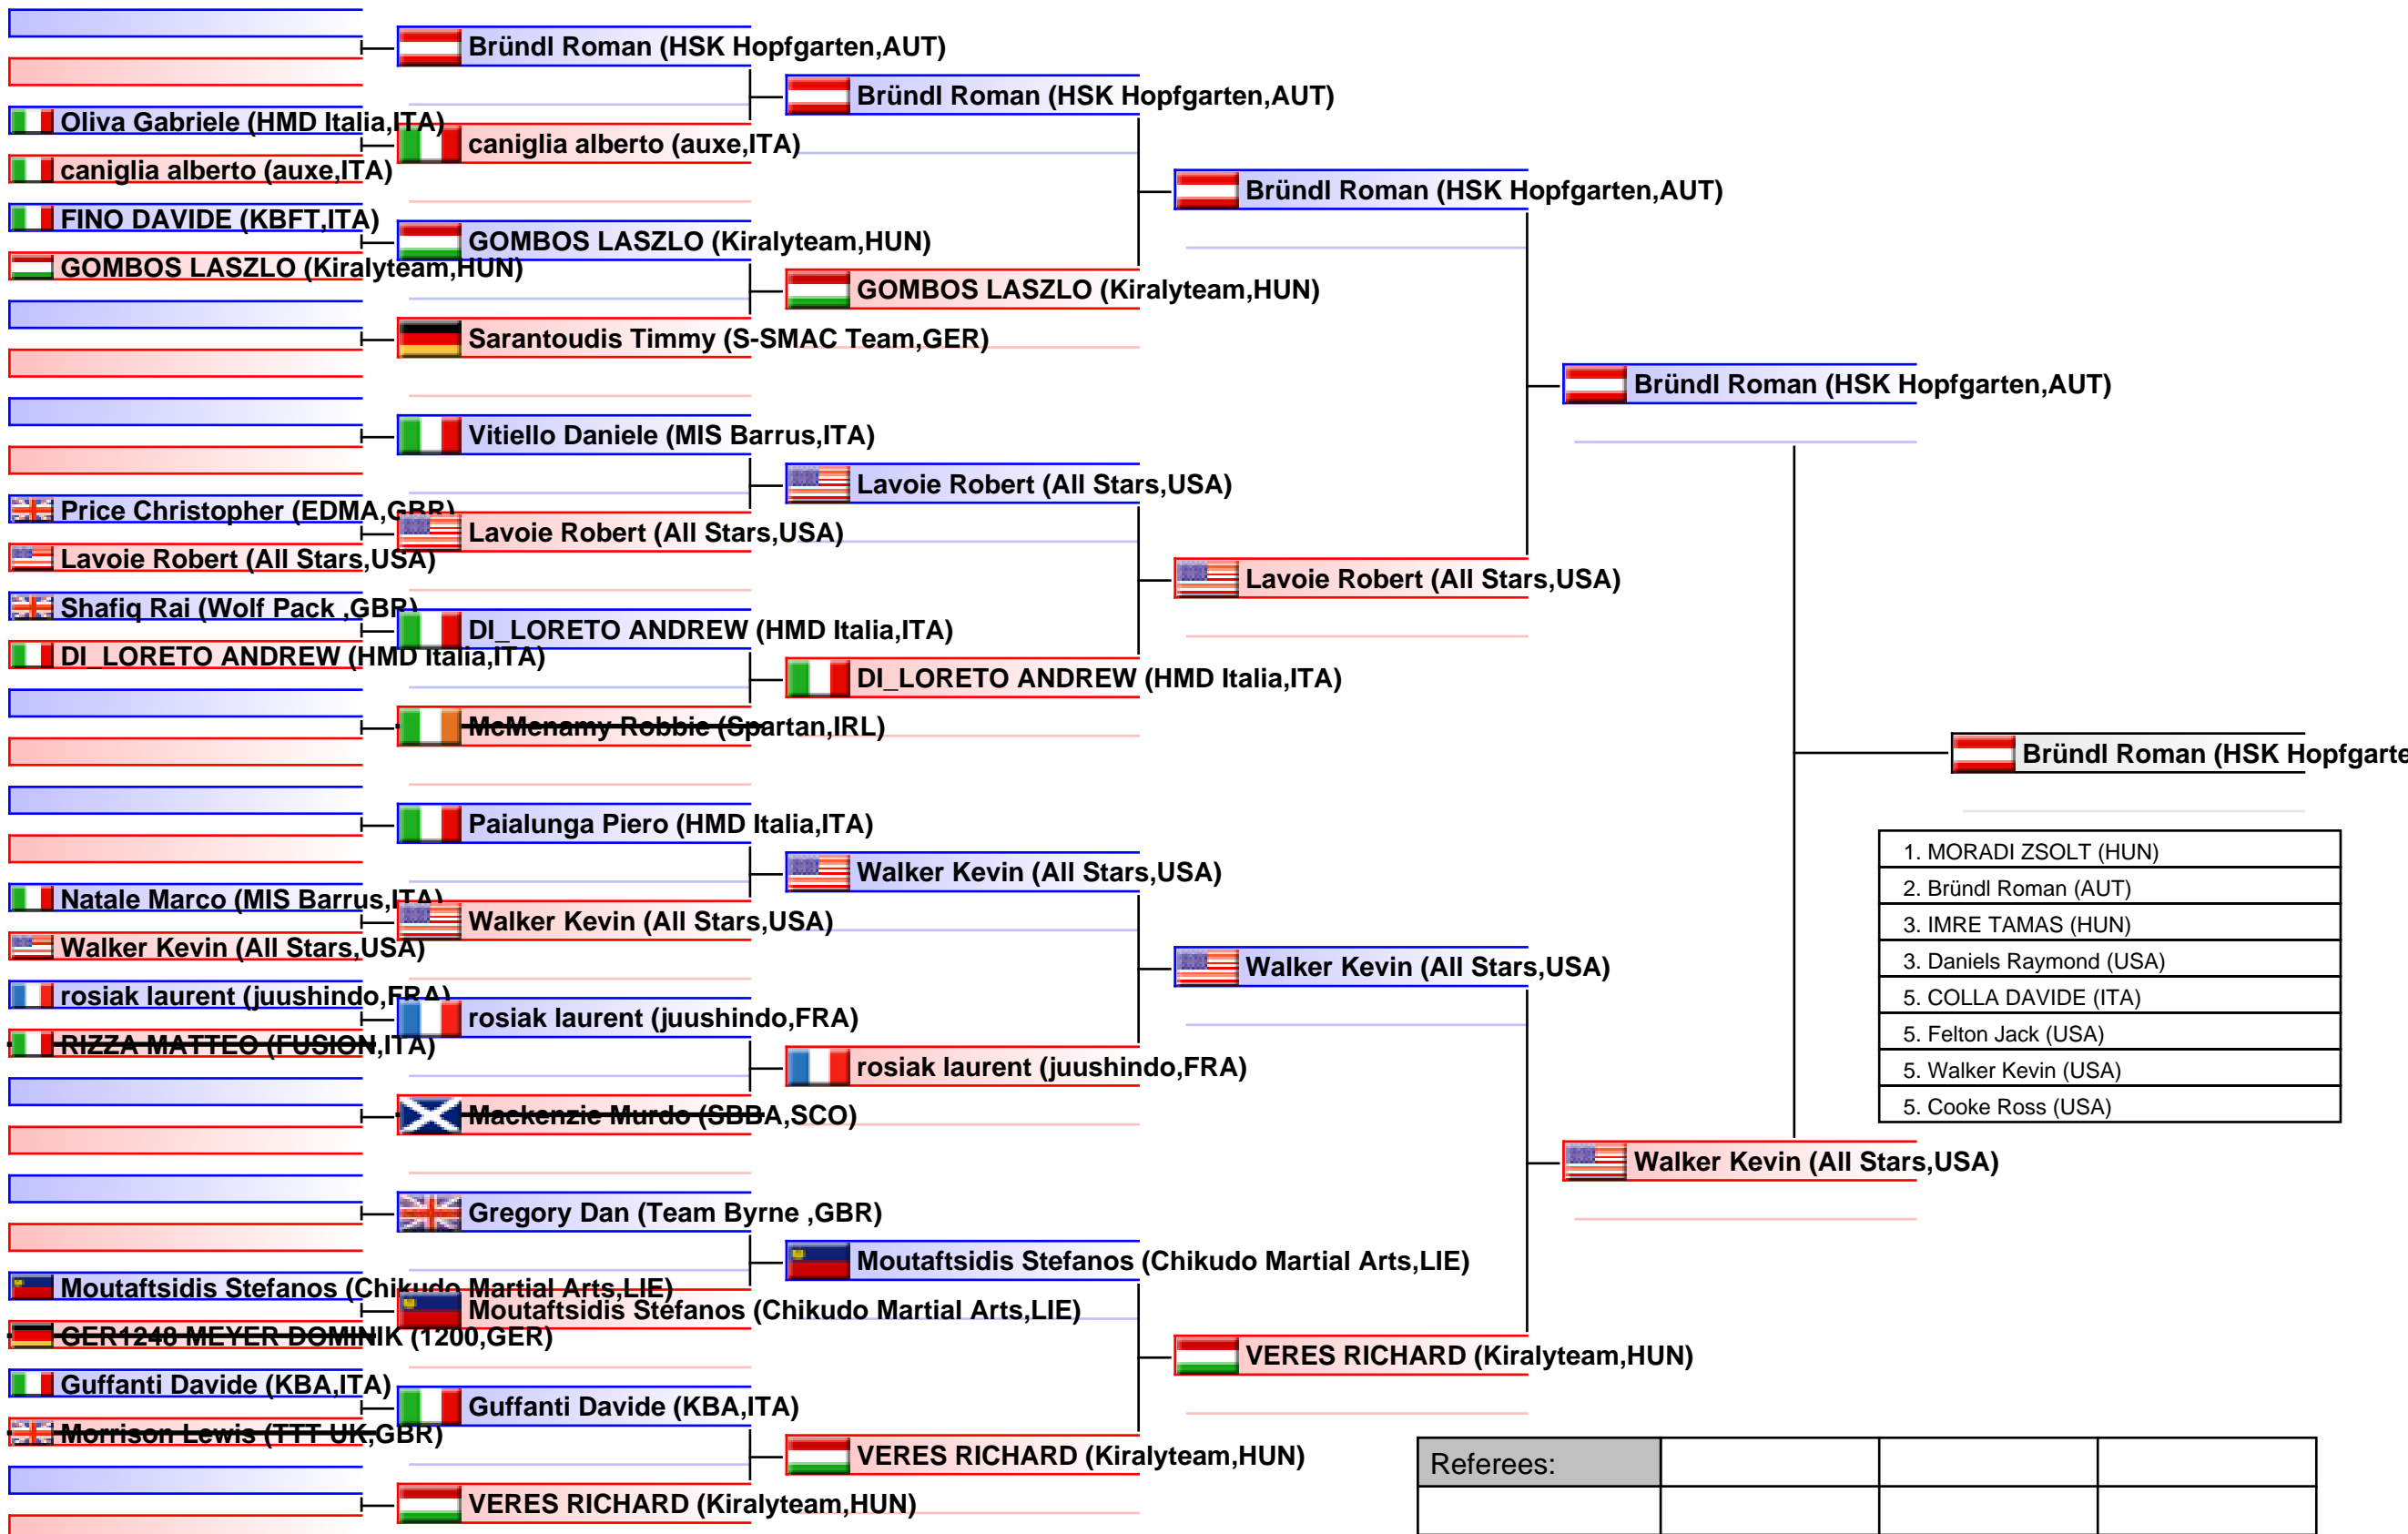 Bründl Roman (HSK Hopfgarten,AUT)
Bründl Roman (HSK Hopfgarten,AUT)
Oliva Gabriele (HMD Italia,ITA)
caniglia alberto (auxe,ITA)
caniglia alberto (auxe,ITA)
Bründl Roman (HSK Hopfgarten,AUT)
FINO DAVIDE (KBFT,ITA)
GOMBOS LASZLO (Kiralyteam,HUN)
GOMBOS LASZLO (Kiralyteam,HUN)
GOMBOS LASZLO (Kiralyteam,HUN)
Sarantoudis Timmy (S-SMAC Team,GER)
Bründl Roman (HSK Hopfgarten,AUT)
Vitiello Daniele (MIS Barrus,ITA)
Lavoie Robert (All Stars,USA)
Price Christopher (EDMA,GBR)
Lavoie Robert (All Stars,USA)
Lavoie Robert (All Stars,USA)
Lavoie Robert (All Stars,USA)
Shafiq Rai (Wolf Pack ,GBR)
DI_LORETO ANDREW (HMD Italia,ITA)
DI_LORETO ANDREW (HMD Italia,ITA)
DI_LORETO ANDREW (HMD Italia,ITA)
McMenamy Robbie (Spartan,IRL)
Bründl Roman (HSK Hopfgarte
Paialunga Piero (HMD Italia,ITA)
Walker Kevin (All Stars,USA)
Natale Marco (MIS Barrus,ITA)
Walker Kevin (All Stars,USA)
Walker Kevin (All Stars,USA)
Walker Kevin (All Stars,USA)
rosiak laurent (juushindo,FRA)
rosiak laurent (juushindo,FRA)
RIZZA MATTEO (FUSION,ITA)
rosiak laurent (juushindo,FRA)
Mackenzie Murdo (SBBA,SCO)
1. MORADI ZSOLT (HUN)
2. Bründl Roman (AUT)
3. IMRE TAMAS (HUN)
3. Daniels Raymond (USA)
5. COLLA DAVIDE (ITA)
5. Felton Jack (USA)
5. Walker Kevin (USA)
5. Cooke Ross (USA)
Walker Kevin (All Stars,USA)
Gregory Dan (Team Byrne ,GBR)
Moutaftsidis Stefanos (Chikudo Martial Arts,LIE)
Moutaftsidis Stefanos (Chikudo Martial Arts,LIE)
Moutaftsidis Stefanos (Chikudo Martial Arts,LIE)
GER1248 MEYER DOMINIK (1200,GER)
VERES RICHARD (Kiralyteam,HUN)
Guffanti Davide (KBA,ITA)
Guffanti Davide (KBA,ITA)
Morrison Lewis (TTT UK,GBR)
VERES RICHARD (Kiralyteam,HUN)
VERES RICHARD (Kiralyteam,HUN)
Referees: